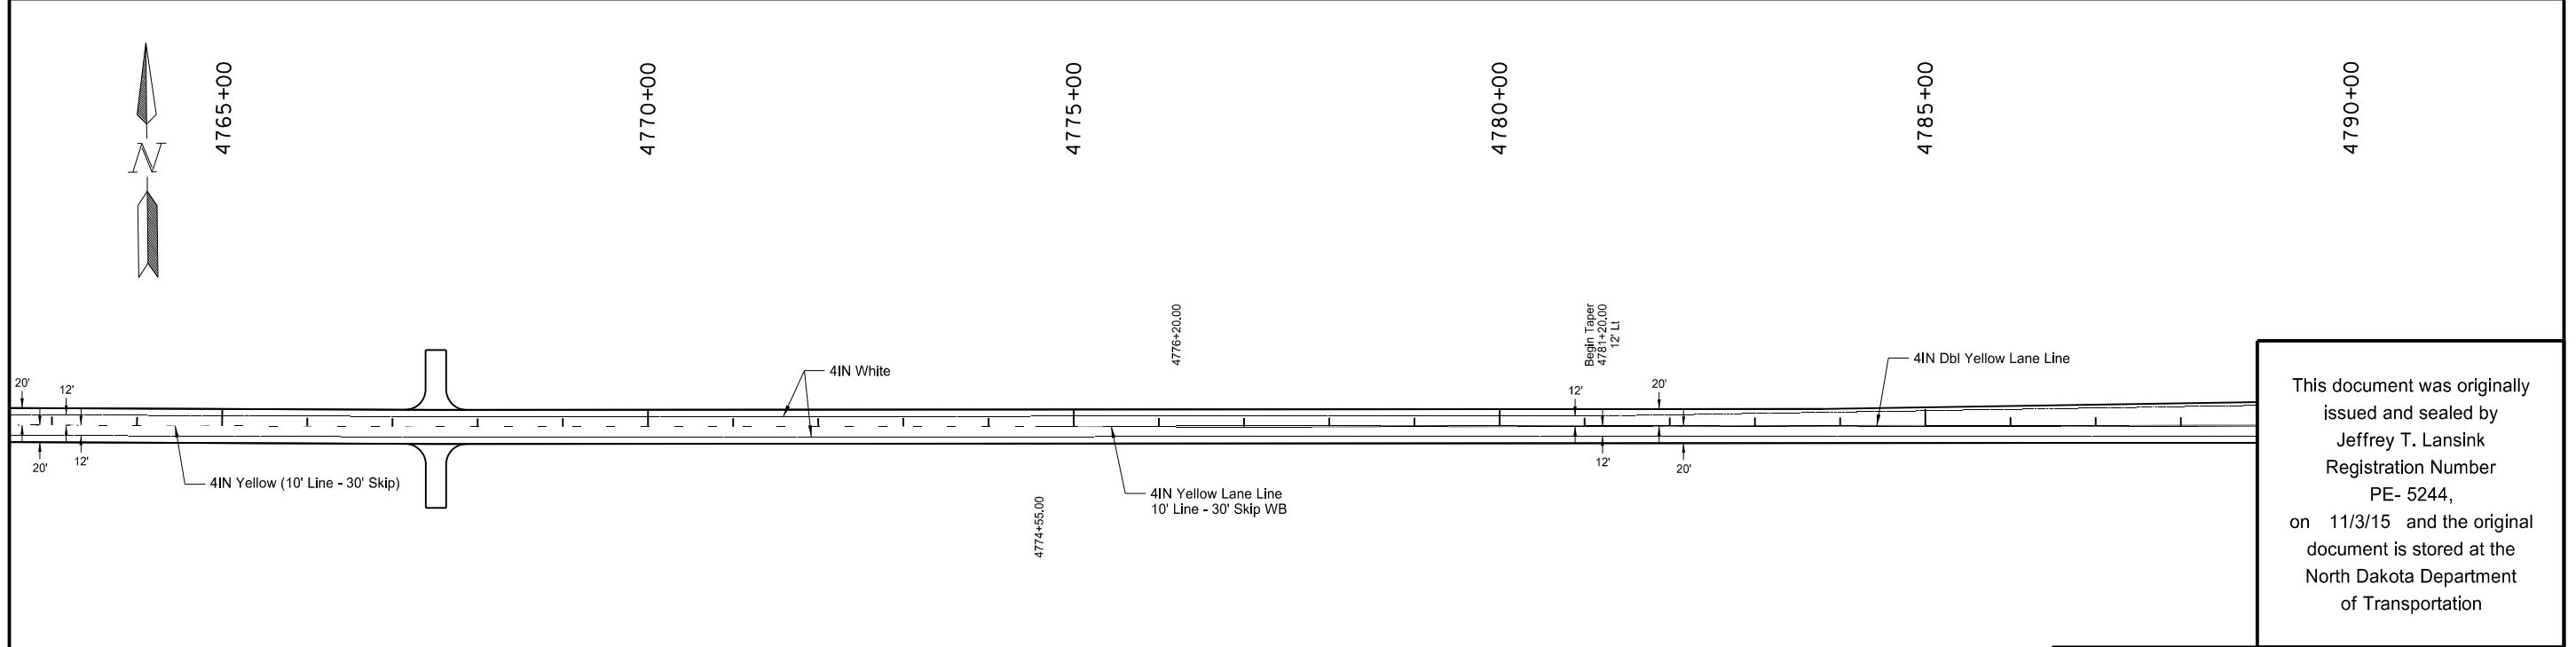 4765+00
4770+00
4775+00
4780+00
4785+00
4790+00
N
4776+20.00
Begin Taper
4781+20.00
12' Lt
4IN White
4IN Dbl Yellow Lane Line
20'
12'
12'
20'
20'
12'
12'
20'
4IN Yellow (10' Line - 30' Skip)
4IN Yellow Lane Line
10' Line - 30' Skip WB
4774+55.00
This document was originally
issued and sealed by
Jeffrey T. Lansink
Registration Number
PE- 5244,
on 11/3/15 and the original
document is stored at the
North Dakota Department
of Transportation